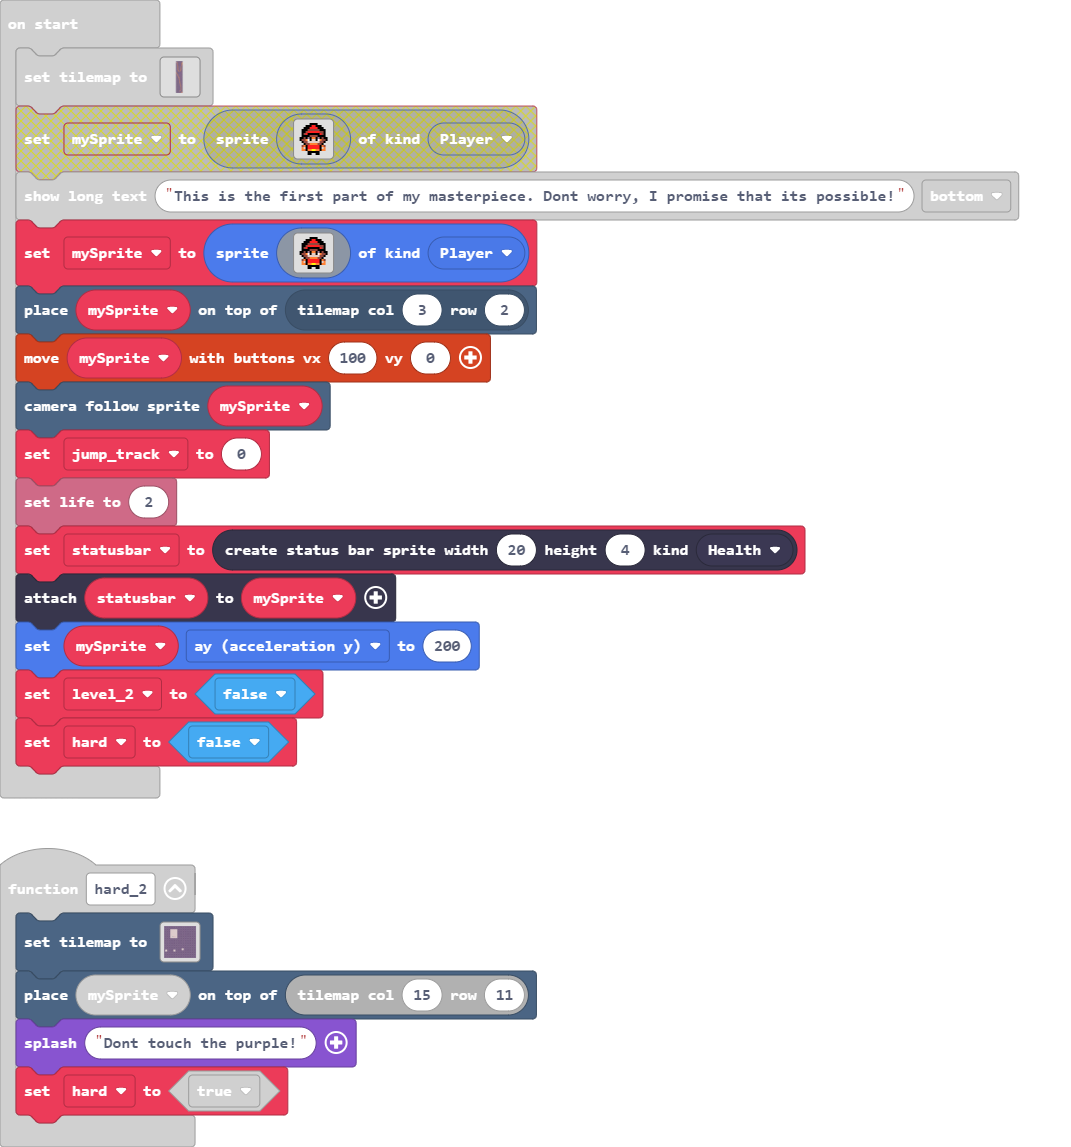 on start
set tilemap to
set mySprite to sprite of kind Player
show long text "This is the first part of my masterpiece. Dont worry, I promise that its possible!" bottom
set mySprite to sprite of kind Player
place mySprite on top of tilemap col 3 row 2
move mySprite with buttons vx 100 vy 0
camera follow sprite mySprite
set jump_track to 0
set life to 2
set statusbar to create status bar sprite width 20 height 4 kind Health
attach statusbar to mySprite
set mySprite ay (acceleration y) to 200
set level_2 to false
set hard to false
function hard_2
set tilemap to
place mySprite on top of tilemap col 15 row 11
splash "Dont touch the purple!"
set hard to true